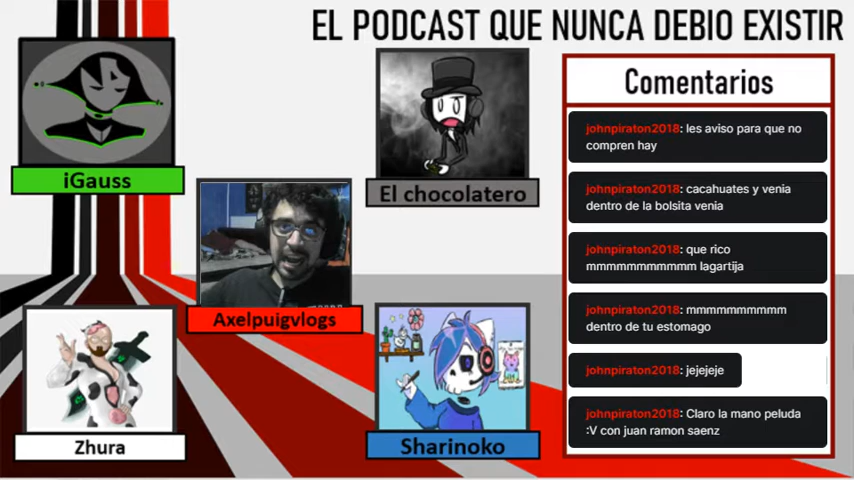 EL PODCAST QUE NUNCA DEBIO EXISTIR
iGauss
El chocolatero
Axelpuigvlogs
Zhura
Sharinoko
Comentarios
johnpiraton2018: les aviso para que no
compren hay
johnpiraton2018: cacahuates y venia
dentro de la bolsita venia
johnpiraton2018: que rico
mmmmmmmmmmm lagartija
johnpiraton2018: mmmmmmmmmm
dentro de tu estomago
johnpiraton2018: jejejeje
johnpiraton2018: Claro la mano peluda
:V con juan ramon saenz